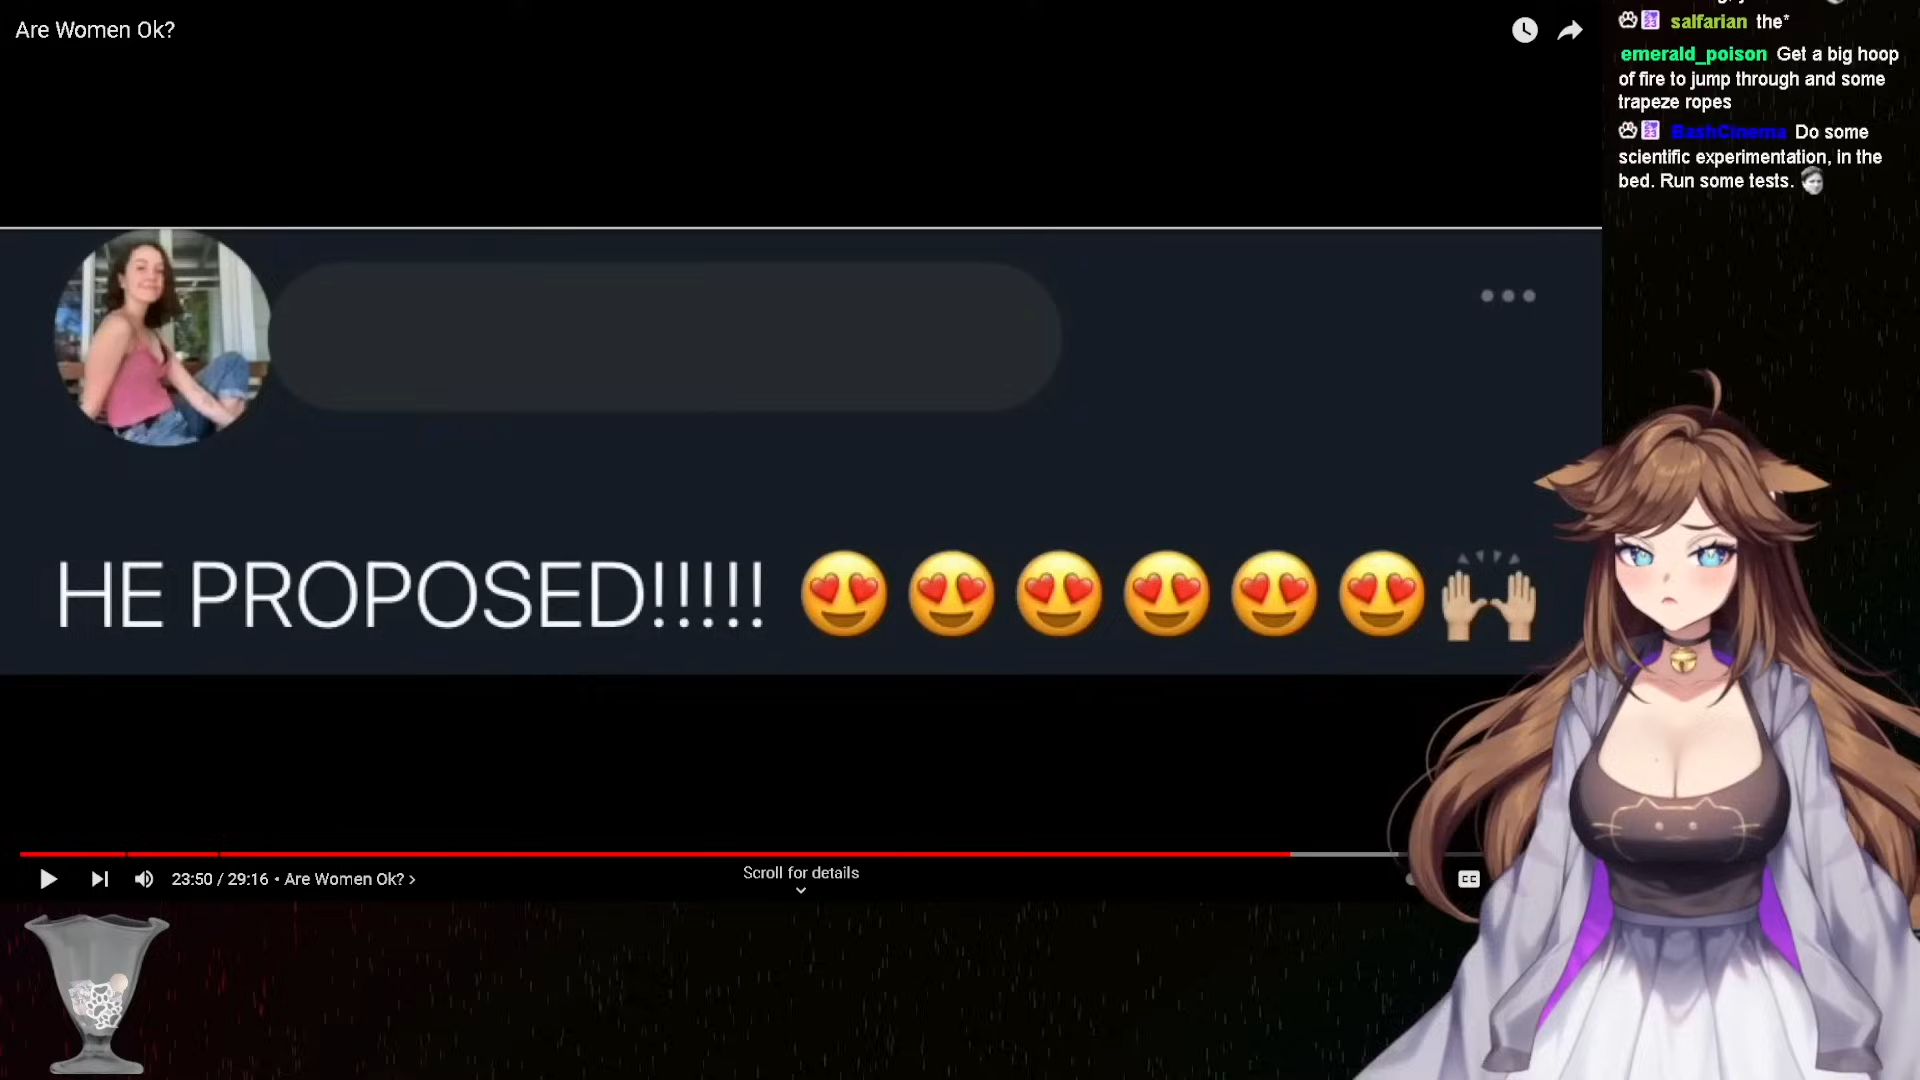 Are Women Ok?
salfarian the*
emerald_poison Get a big hoop
of fire to jump through and some
trapeze ropes
BashCinema Do some
scientific experimentation, in the
bed. Run some tests.
HE PROPOSED!!!!! 😍😍😍😍😍😍🙌🏼
Scroll for details
23:50 / 29:16 • Are Women Ok? ›
CC